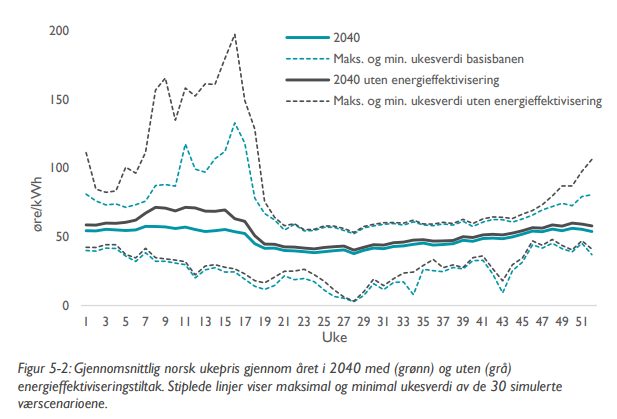 200
2040
Maks. og min. ukesverdi basisbanen
2040 uten energieffektivisering
Maks. og min. ukesverdi uten energieffektivisering
150
100
50
0
øre/kWh
1 3 5 7 9 11 13 15 17 19 21 23 25 27 29 31 33 35 37 39 41 43 45 47 49 51
Uke
Figur 5-2: Gjennomsnittlig norsk ukepris gjennom året i 2040 med (grønn) og uten (grå)
energieffektiviseringstiltak. Stiplede linjer viser maksimal og minimal ukesverdi av de 30 simulerte
værscenarioene.